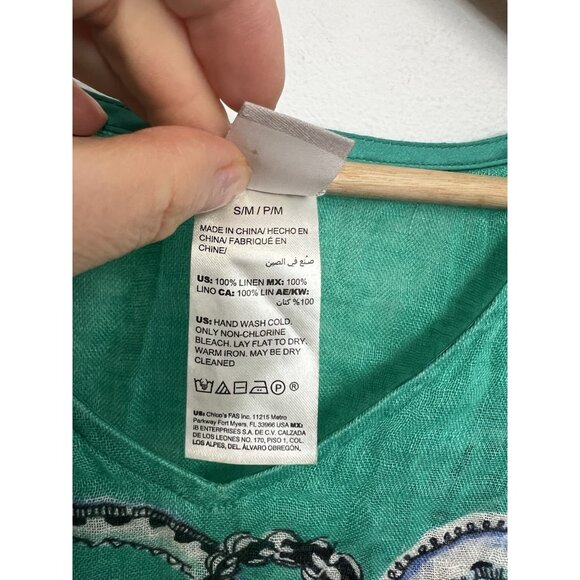 S/M / P/M
MADE IN CHINA/ HECHO EN
CHINA/ FABRIQUÉ EN
CHINE/
صنع في الصين
US: 100% LINEN MX: 100%
LINO CA: 100% LIN AE/KW:
100% كتان
US: HAND WASH COLD.
ONLY NON-CHLORINE
BLEACH. LAY FLAT TO DRY.
WARM IRON. MAY BE DRY
CLEANED
P ®
US: Chico's FAS Inc. 11215 Metro
Parkway Fort Myers, FL 33966 USA MX:
IB ENTERPRISES S.A. DE C.V. CALZADA
DE LOS LEONES NO. 170, PISO 1, COL.
LOS ALPES, DEL. ÁLVARO OBREGÓN,